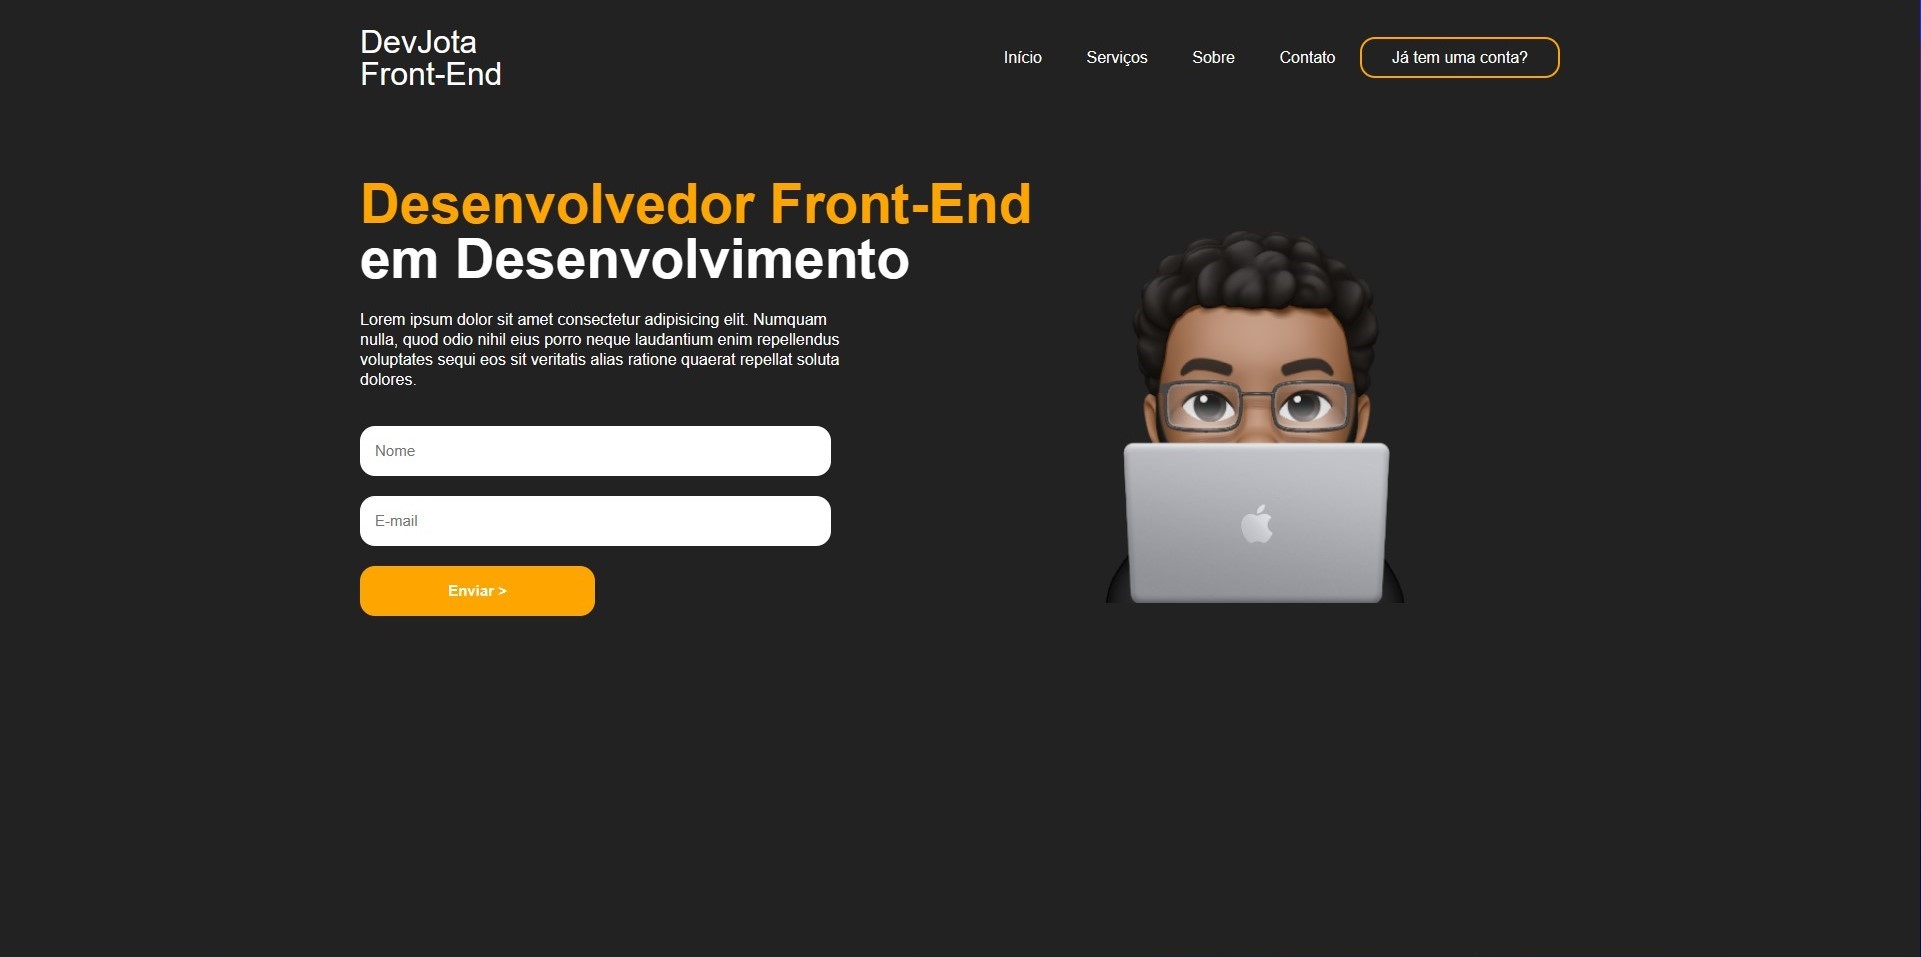 DevJota
Front-End
Início Serviços Sobre Contato Já tem uma conta?
Desenvolvedor Front-End
em Desenvolvimento
Lorem ipsum dolor sit amet consectetur adipisicing elit. Numquam
nulla, quod odio nihil eius porro neque laudantium enim repellendus
voluptates sequi eos sit veritatis alias ratione quaerat repellat soluta
dolores.
Nome
E-mail
Enviar >